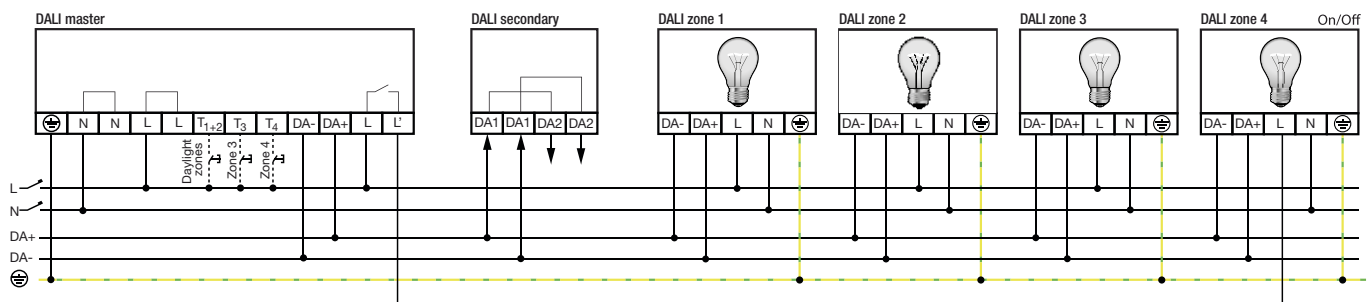 DALI master
DALI secondary
DALI zone 1
DALI zone 2
DALI zone 3
DALI zone 4
On/Off
N N L L T1+2 T3 T4 DA- DA+ L L'
DA1 DA1 DA2 DA2
DA- DA+ L N
DA- DA+ L N
DA- DA+ L N
DA- DA+ L N
Daylight
zones
Zone 3
Zone 4
L
N
DA+
DA-